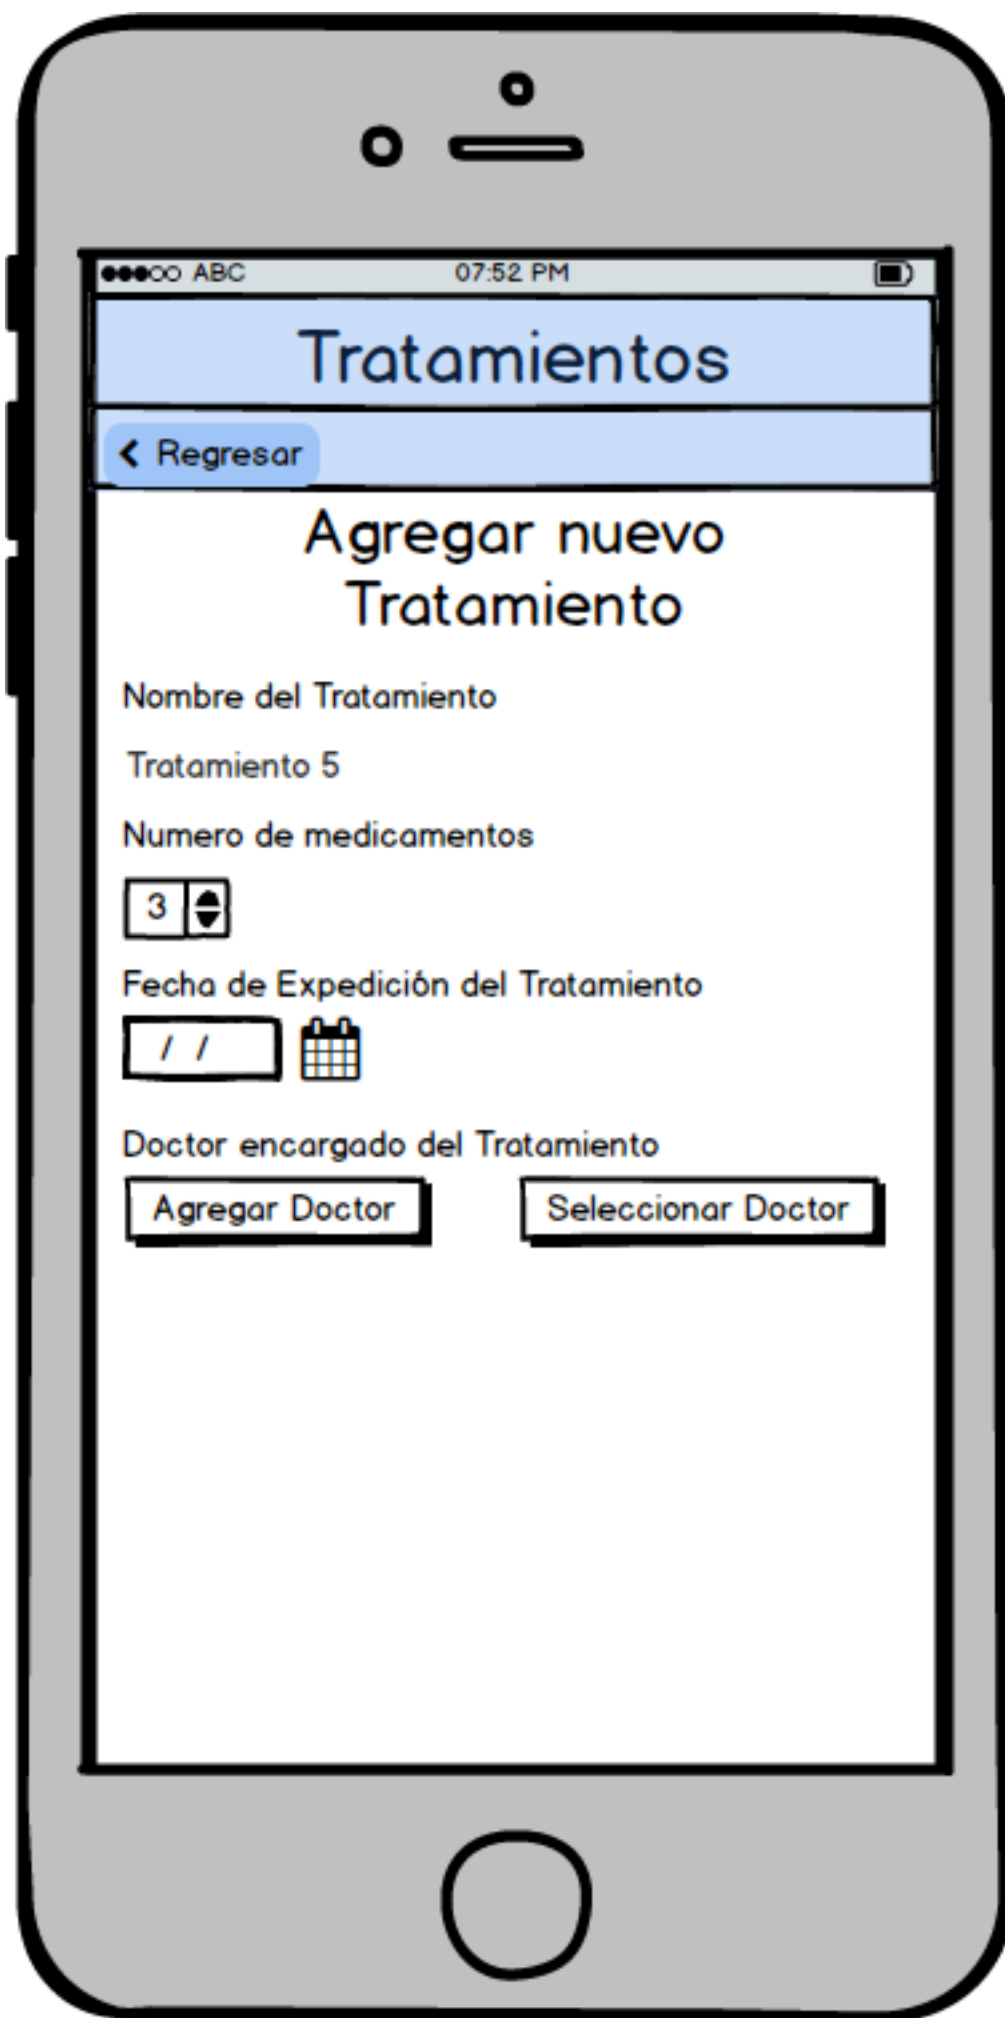 ABC 07:52 PM
Tratamientos
Regresar
Agregar nuevo
Tratamiento
Nombre del Tratamiento
Tratamiento 5
Numero de medicamentos
3
Fecha de Expedición del Tratamiento
/ /
Doctor encargado del Tratamiento
Agregar Doctor Seleccionar Doctor